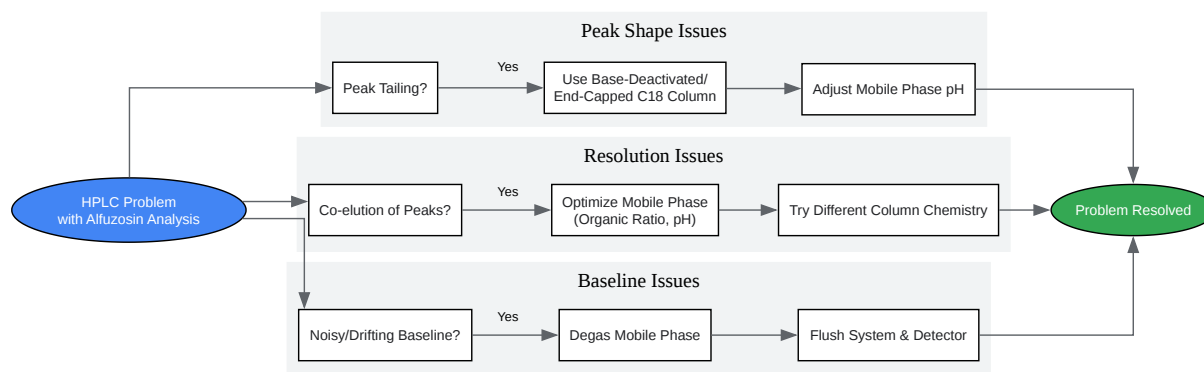 Peak Shape Issues
Peak Tailing?
Yes
Use Base-Deactivated/
End-Capped C18 Column
Adjust Mobile Phase pH
HPLC Problem
with Alfuzosin Analysis
Resolution Issues
Co-elution of Peaks?
Yes
Optimize Mobile Phase
(Organic Ratio, pH)
Try Different Column Chemistry
Problem Resolved
Baseline Issues
Noisy/Drifting Baseline?
Yes
Degas Mobile Phase
Flush System & Detector